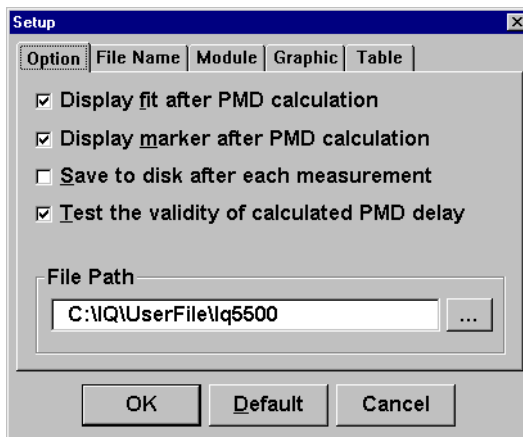 Setup
Option File Name Module Graphic Table
Display fit after PMD calculation
Display marker after PMD calculation
Save to disk after each measurement
Test the validity of calculated PMD delay
File Path
C:\IQ\UserFile\Iq5500 ...
OK Default Cancel